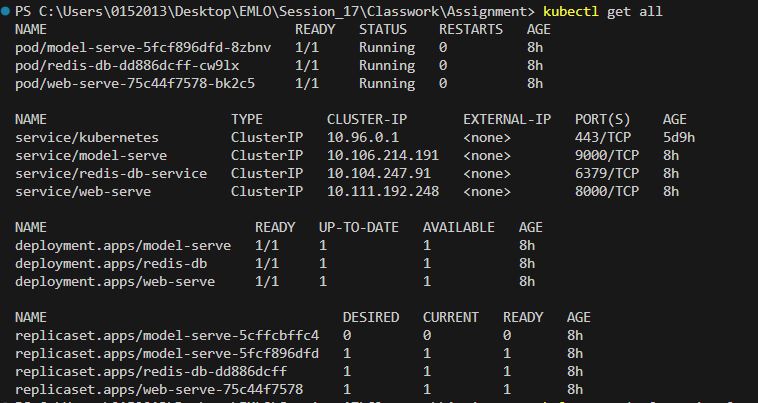 PS C:\Users\0152013\Desktop\EMLO\Session_17\Classwork\Assignment> kubectl get all
NAME READY STATUS RESTARTS AGE
pod/model-serve-5fcf896dfd-8zbnv 1/1 Running 0 8h
pod/redis-db-dd886dcff-cw9lx 1/1 Running 0 8h
pod/web-serve-75c44f7578-bk2c5 1/1 Running 0 8h
NAME TYPE CLUSTER-IP EXTERNAL-IP PORT(S) AGE
service/kubernetes ClusterIP 10.96.0.1 <none> 443/TCP 5d9h
service/model-serve ClusterIP 10.106.214.191 <none> 9000/TCP 8h
service/redis-db-service ClusterIP 10.104.247.91 <none> 6379/TCP 8h
service/web-serve ClusterIP 10.111.192.248 <none> 8000/TCP 8h
NAME READY UP-TO-DATE AVAILABLE AGE
deployment.apps/model-serve 1/1 1 1 8h
deployment.apps/redis-db 1/1 1 1 8h
deployment.apps/web-serve 1/1 1 1 8h
NAME DESIRED CURRENT READY AGE
replicaset.apps/model-serve-5cffcbffc4 0 0 0 8h
replicaset.apps/model-serve-5fcf896dfd 1 1 1 8h
replicaset.apps/redis-db-dd886dcff 1 1 1 8h
replicaset.apps/web-serve-75c44f7578 1 1 1 8h